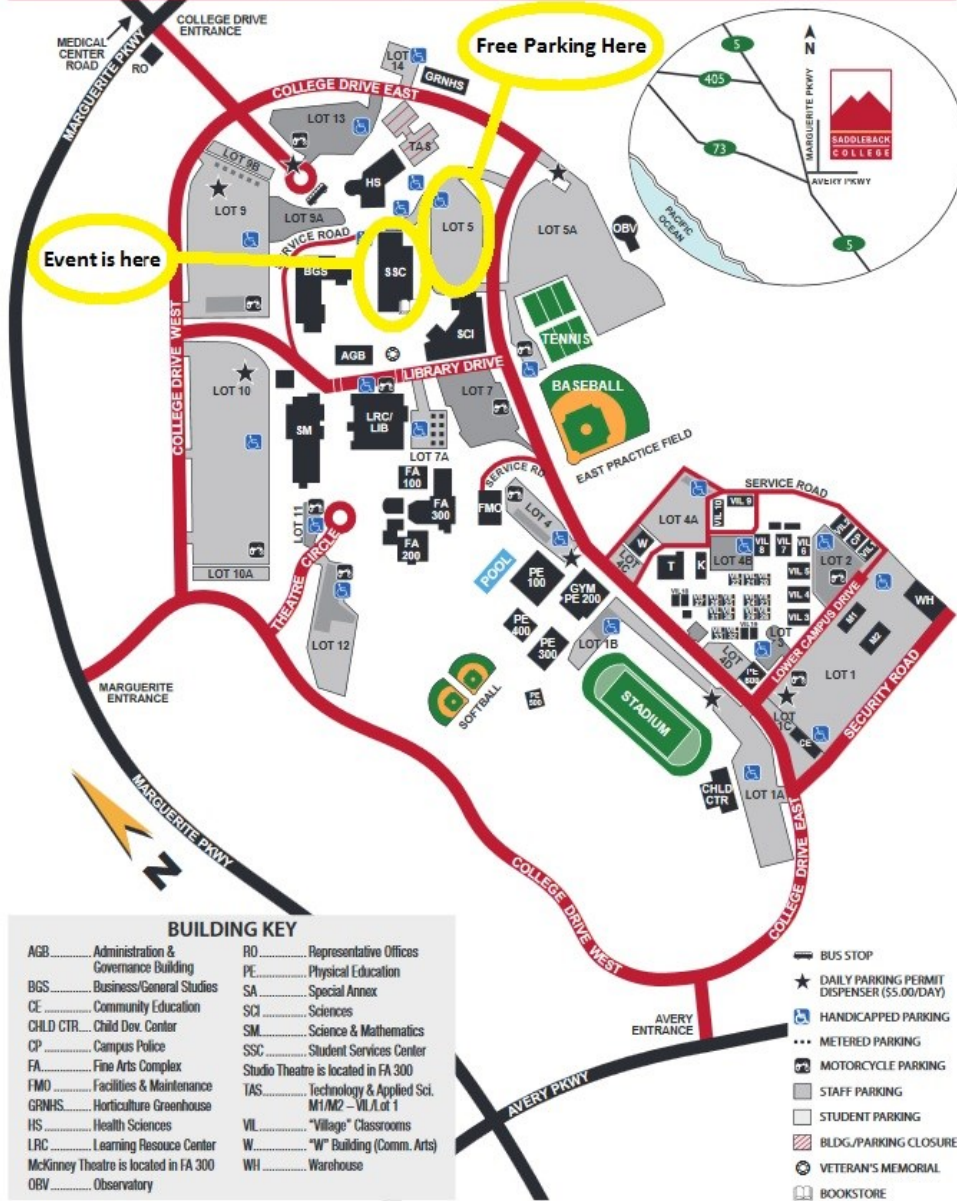 COLLEGE DRIVE
ENTRANCE
MEDICAL
CENTER
ROAD
RO
MARGUERITE PKWY
Free Parking Here
LOT
14
GRNHS
COLLEGE DRIVE EAST
LOT 13
TAS
HS
LOT 9B
LOT 9
LOT 9A
LOT 5
LOT 5A
OBV
N
5
405
73
MARGUERITE PKWY
SADDLEBACK
COLLEGE
AVERY PKWY
PACIFIC
OCEAN
5
Event is here
SERVICE ROAD
BGS
SSC
SCI
TENNIS
AGB
LIBRARY DRIVE
COLLEGE DRIVE WEST
LOT 10
LOT 7
BASEBALL
EAST PRACTICE FIELD
SM
LRC/
LIB
LOT 7A
FA
100
FA
300
FA
200
LOT 11
THEATRE CIRCLE
LOT 10A
LOT 12
SERVICE RD
FMO
LOT 4
POOL
PE
100
GYM
PE 200
PE
400
PE
300
PE
500
LOT 1B
SOFTBALL
STADIUM
SERVICE ROAD
LOT 4A
VIL 10
VIL 9
W
LOT
4C
T
K
LOT 4B
VIL
8
VIL
7
VIL
6
VIL 5
VIL 4
VIL 3
LOT 2
CP
WH
M1
M2
LOWER CAMPUS DRIVE
LOT
4D
LOT 1
LOT
1C
CE
SECURITY ROAD
CHLD
CTR
LOT 1A
MARGUERITE
ENTRANCE
MARGUERITE PKWY
N
COLLEGE DRIVE WEST
COLLEGE DRIVE EAST
AVERY
ENTRANCE
AVERY PKWY
BUILDING KEY
AGB ............ Administration &
Governance Building
BGS ............ Business/General Studies
CE ............ Community Education
CHLD CTR .... Child Dev. Center
CP ............ Campus Police
FA ............ Fine Arts Complex
FMO ............ Facilities & Maintenance
GRNHS ......... Horticulture Greenhouse
HS ............ Health Sciences
LRC ............ Learning Resouce Center
McKinney Theatre is located in FA 300
OBV ............ Observatory
RO ............ Representative Offices
PE ............ Physical Education
SA ............ Special Annex
SCI ............ Sciences
SM ............ Science & Mathematics
SSC ............ Student Services Center
Studio Theatre is located in FA 300
TAS ............ Technology & Applied Sci.
M1/M2 – VIL/Lot 1
VIL ............ "Village" Classrooms
W ............ "W" Building (Comm. Arts)
WH ............ Warehouse
BUS STOP
DAILY PARKING PERMIT
DISPENSER ($5.00/DAY)
HANDICAPPED PARKING
METERED PARKING
MOTORCYCLE PARKING
STAFF PARKING
STUDENT PARKING
BLDG./PARKING CLOSURE
VETERAN'S MEMORIAL
BOOKSTORE